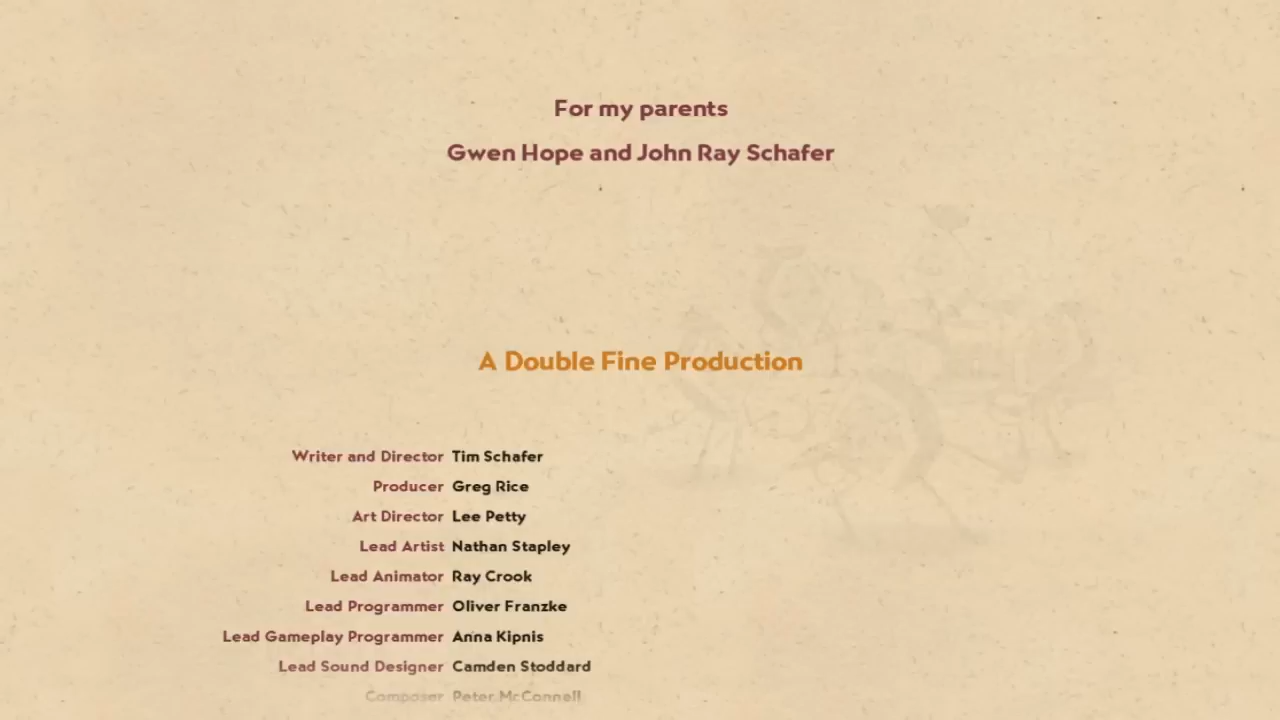 For my parents
Gwen Hope and John Ray Schafer
A Double Fine Production
Writer and Director Tim Schafer
Producer Greg Rice
Art Director Lee Petty
Lead Artist Nathan Stapley
Lead Animator Ray Crook
Lead Programmer Oliver Franzke
Lead Gameplay Programmer Anna Kipnis
Lead Sound Designer Camden Stoddard
Composer Peter McConnell